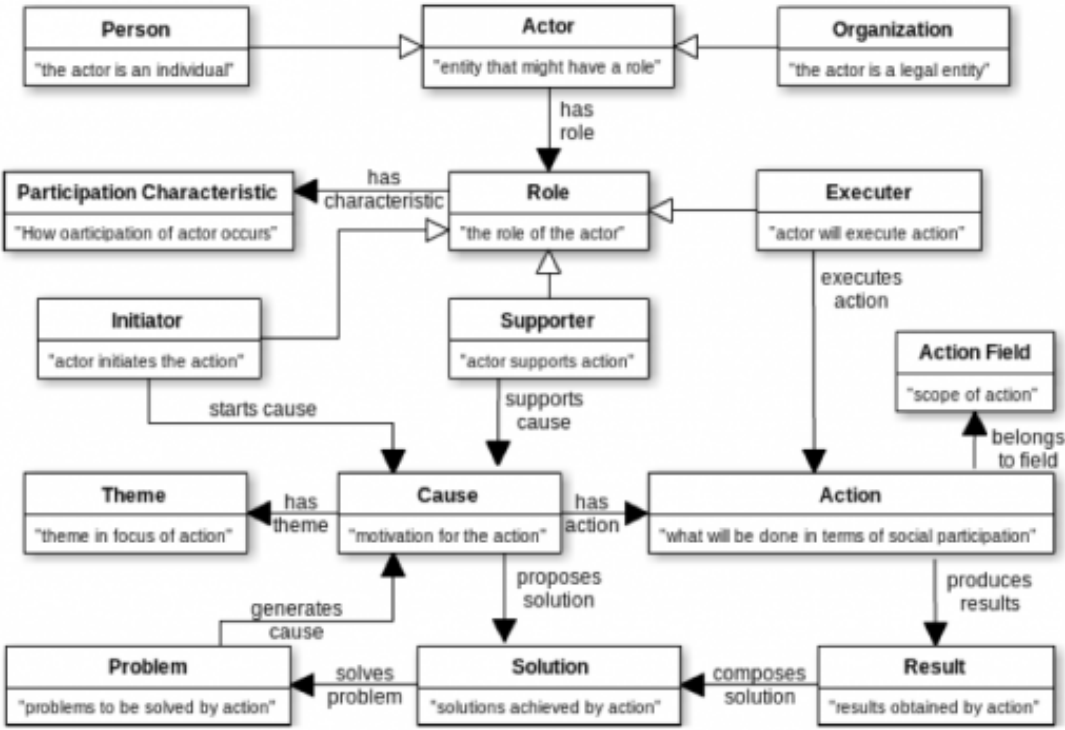 Person
"the actor is an individual"
Actor
"entity that might have a role"
Organization
"the actor is a legal entity"
has
role
Participation Characteristic
"How oarticipation of actor occurs"
has
characteristic
Role
"the role of the actor"
Executer
"actor will execute action"
executes
action
Initiator
"actor initiates the action"
Supporter
"actor supports action"
Action Field
"scope of action"
starts cause
supports
cause
belongs
to field
Theme
"theme in focus of action"
has
theme
Cause
"motivation for the action"
has
action
Action
"what will be done in terms of social participation"
generates
cause
proposes
solution
produces
results
Problem
"problems to be solved by action"
solves
problem
Solution
"solutions achieved by action"
composes
solution
Result
"results obtained by action"